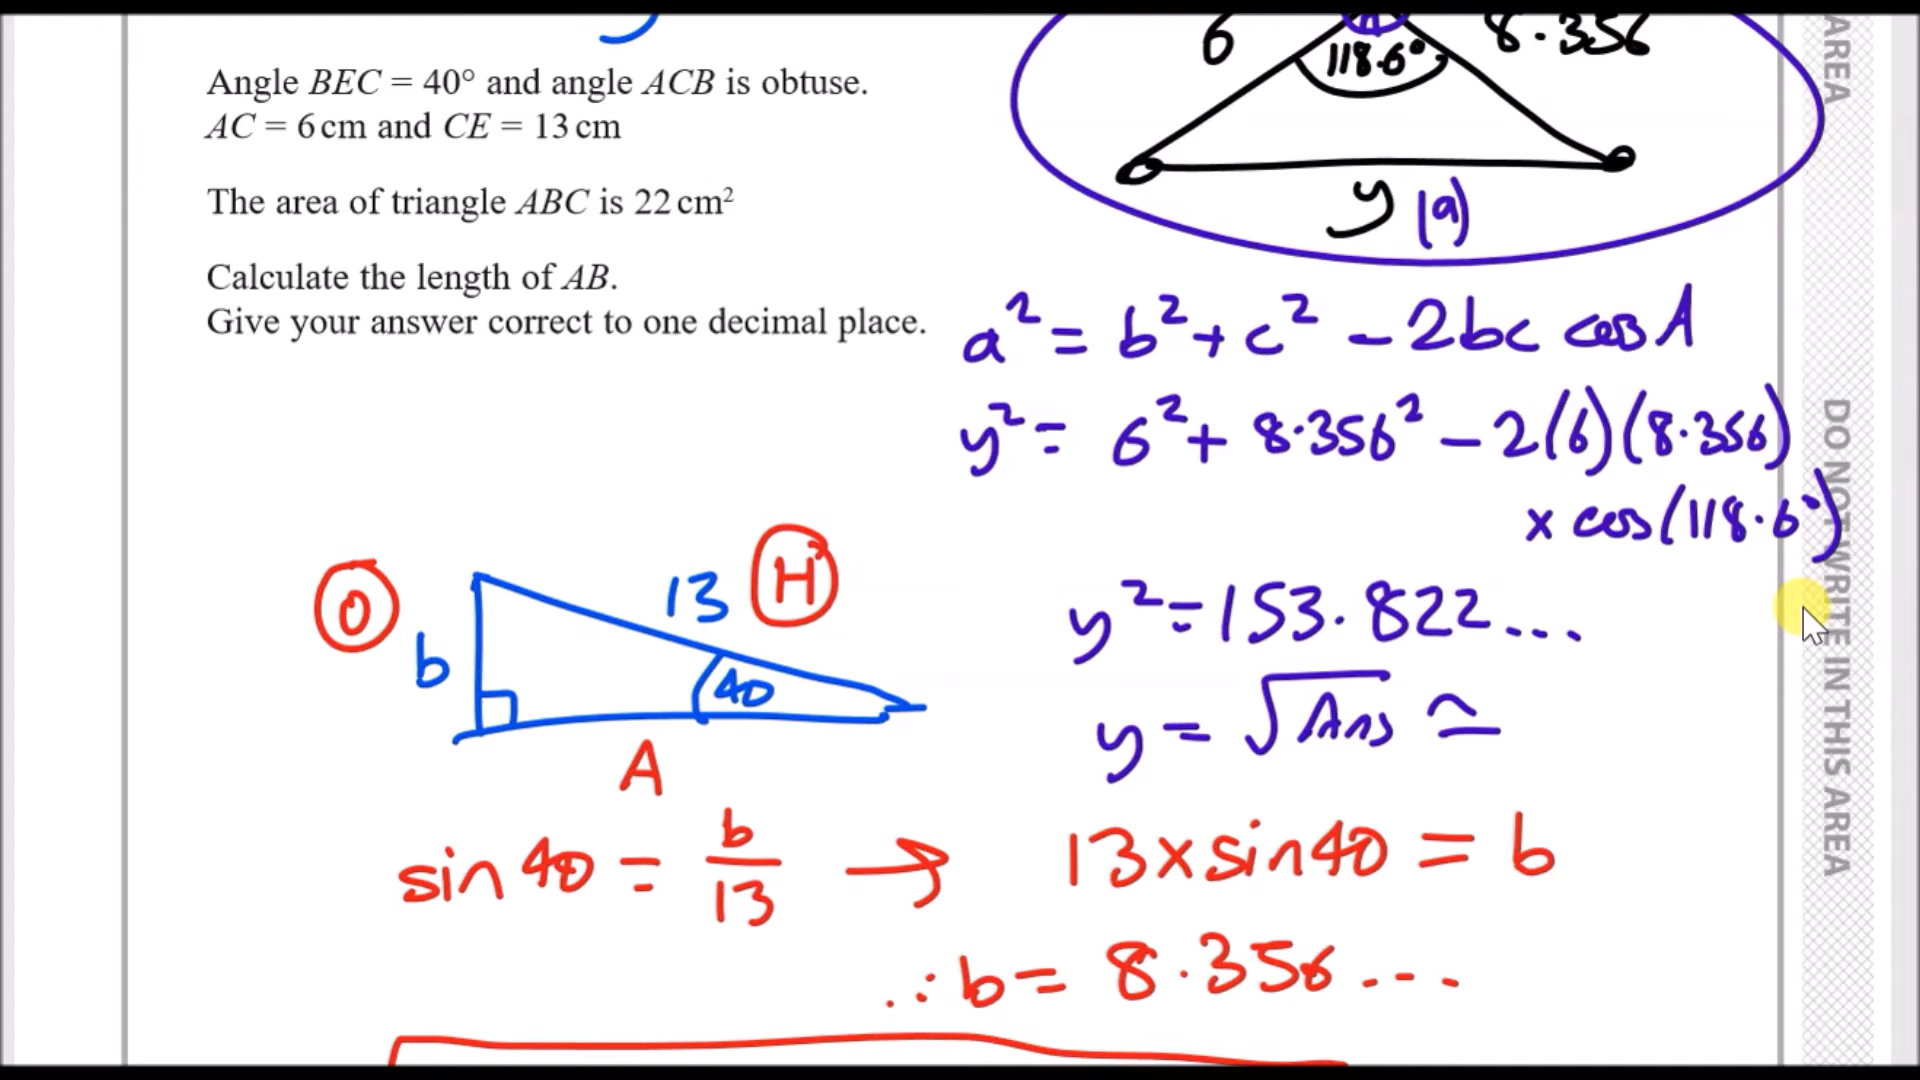 6
8.356
118.6°
Angle BEC = 40° and angle ACB is obtuse.
AC = 6 cm and CE = 13 cm
The area of triangle ABC is 22 cm²
y (a)
Calculate the length of AB.
Give your answer correct to one decimal place.
a² = b² + c² - 2bc cos A
y² = 6² + 8.356² - 2(6)(8.356)
x cos(118.6°)
O
13 H
b
40
A
y² = 153.822...
y = √Ans ≃
sin 40 = b/13 → 13 x sin 40 = b
∴ b = 8.356...
AREA
DO NOT WRITE IN THIS AREA